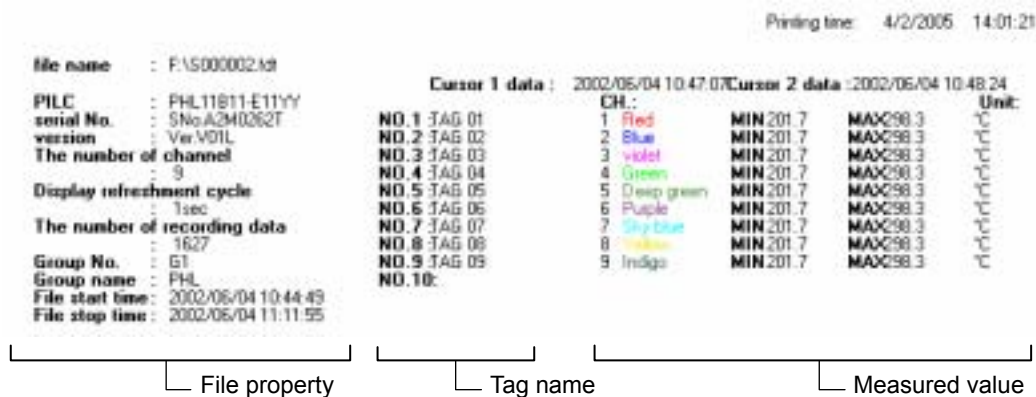 Printing time: 4/2/2005 14:01:21
file name : F:\S000002.fdt
Cursor 1 data : 2002/06/04 10:47:07 Cursor 2 data : 2002/06/04 10:48:24
CH.: Unit:
PILC : PHL11B11-E11YY
serial No. : SNo.A2M0262T
version : Ver.V01L
The number of channel
: 9
Display refreshment cycle
: 1sec
The number of recording data
: 1627
Group No. : G1
Group name : PHL
File start time : 2002/06/04 10:44:49
File stop time : 2002/06/04 11:11:55
NO.1 :TAG 01
NO.2 :TAG 02
NO.3 :TAG 03
NO.4 :TAG 04
NO.5 :TAG 05
NO.6 :TAG 06
NO.7 :TAG 07
NO.8 :TAG 08
NO.9 :TAG 09
NO.10:
1 Red MIN 201.7 MAX 298.3 °C
2 Blue MIN 201.7 MAX 298.3 °C
3 violet MIN 201.7 MAX 298.3 °C
4 Green MIN 201.7 MAX 298.3 °C
5 Deep green MIN 201.7 MAX 298.3 °C
6 Purple MIN 201.7 MAX 298.3 °C
7 Sky blue MIN 201.7 MAX 298.3 °C
8 Yellow MIN 201.7 MAX 298.3 °C
9 Indigo MIN 201.7 MAX 298.3 °C
File property
Tag name
Measured value